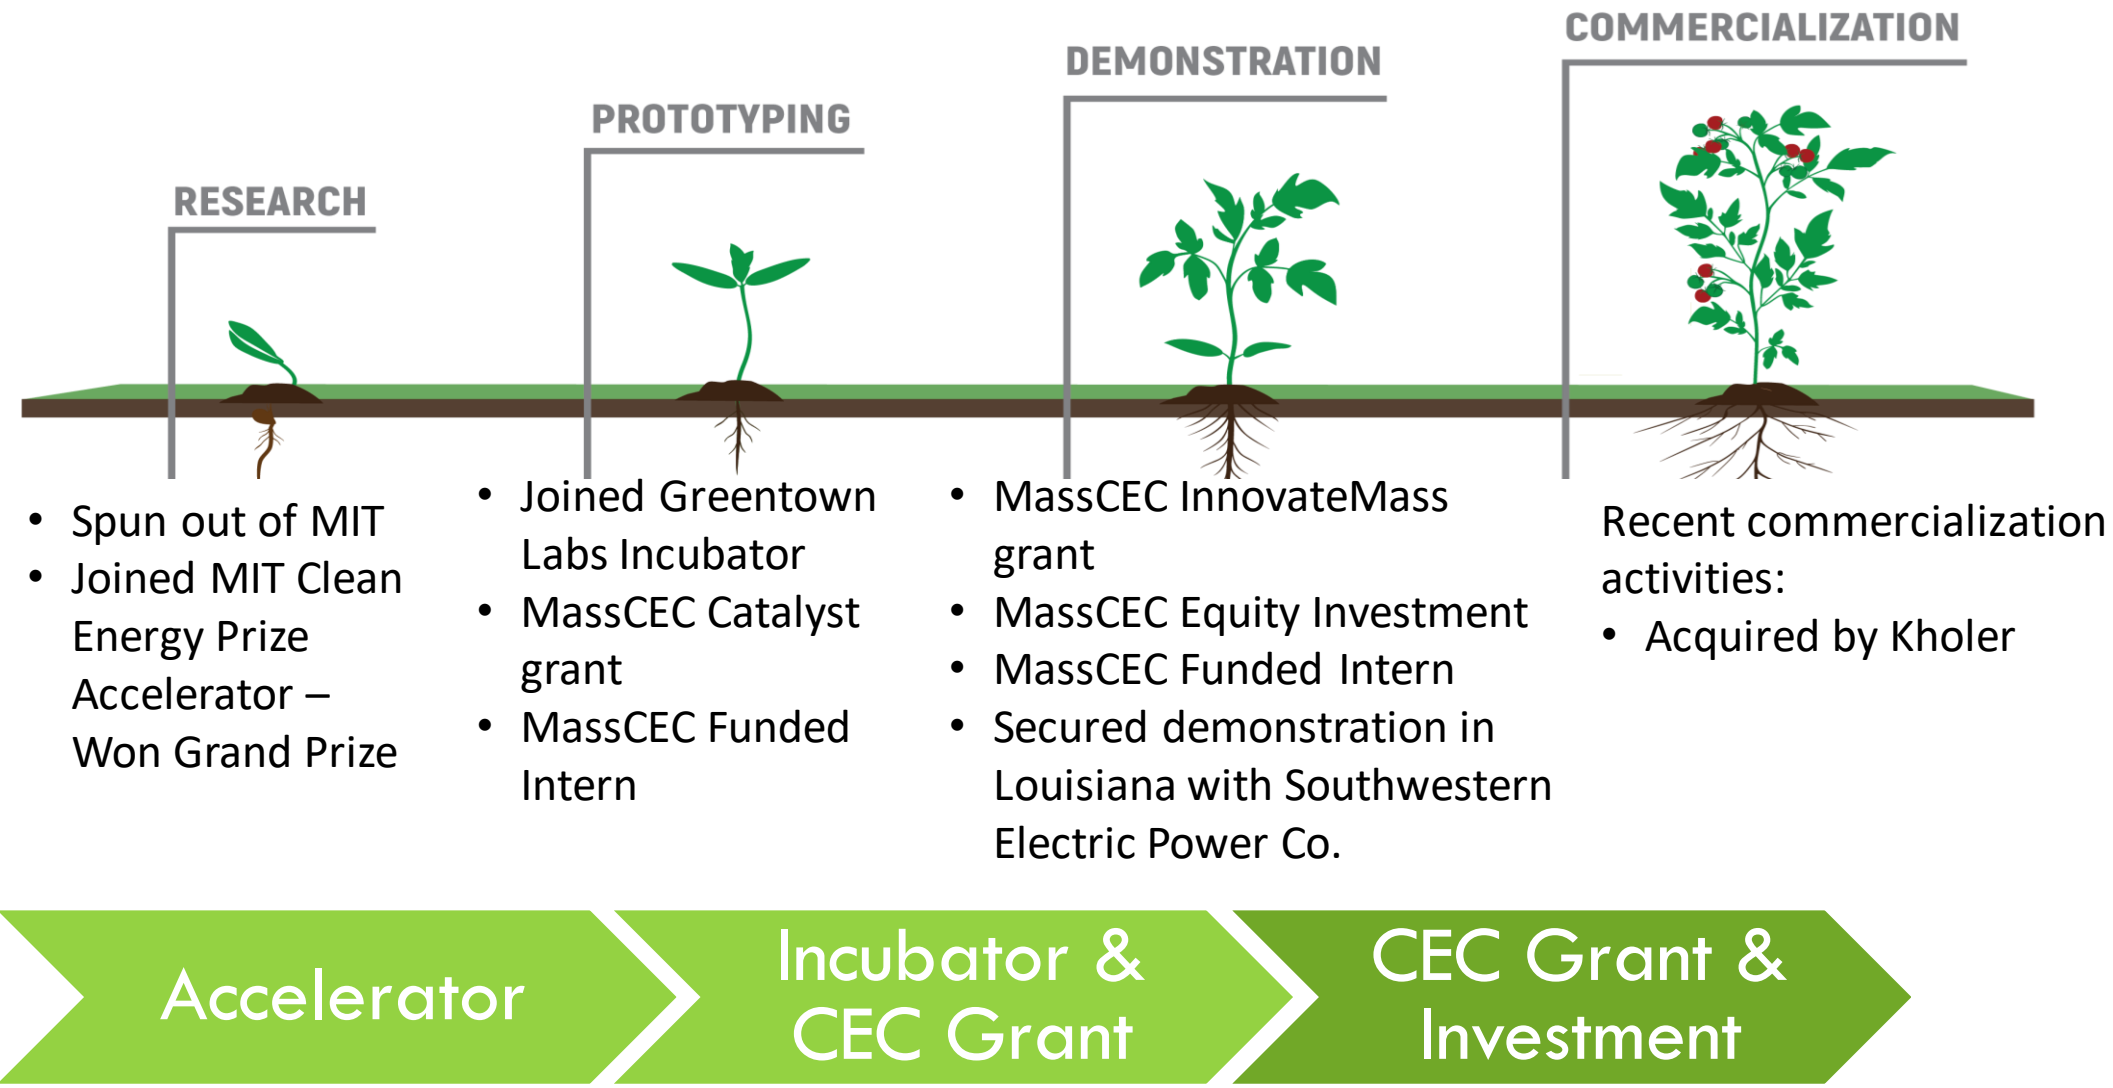 RESEARCH
PROTOTYPING
DEMONSTRATION
COMMERCIALIZATION
• Spun out of MIT
• Joined MIT Clean
Energy Prize
Accelerator –
Won Grand Prize
• Joined Greentown
Labs Incubator
• MassCEC Catalyst
grant
• MassCEC Funded
Intern
• MassCEC InnovateMass
grant
• MassCEC Equity Investment
• MassCEC Funded Intern
• Secured demonstration in
Louisiana with Southwestern
Electric Power Co.
Recent commercialization
activities:
• Acquired by Kholer
Accelerator
Incubator &
CEC Grant
CEC Grant &
Investment